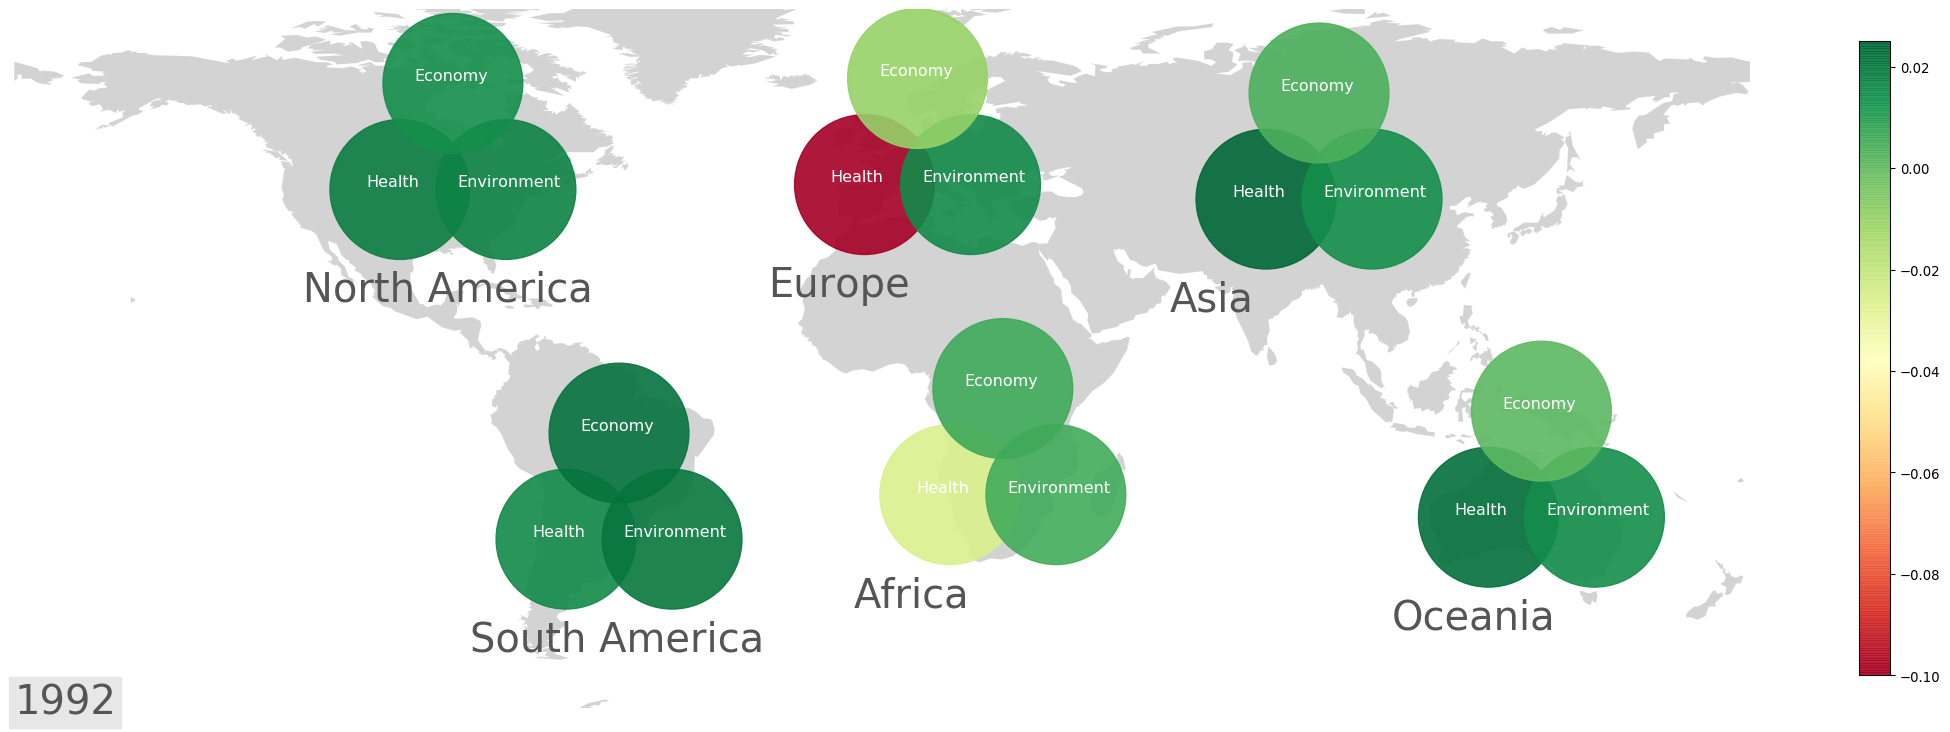 Economy
Health
Environment
North America
Economy
Health
Environment
Europe
Economy
Health
Environment
Asia
Economy
Health
Environment
South America
Economy
Health
Environment
Africa
Economy
Health
Environment
Oceania
1992
0.02
0.00
−0.02
−0.04
−0.06
−0.08
−0.10